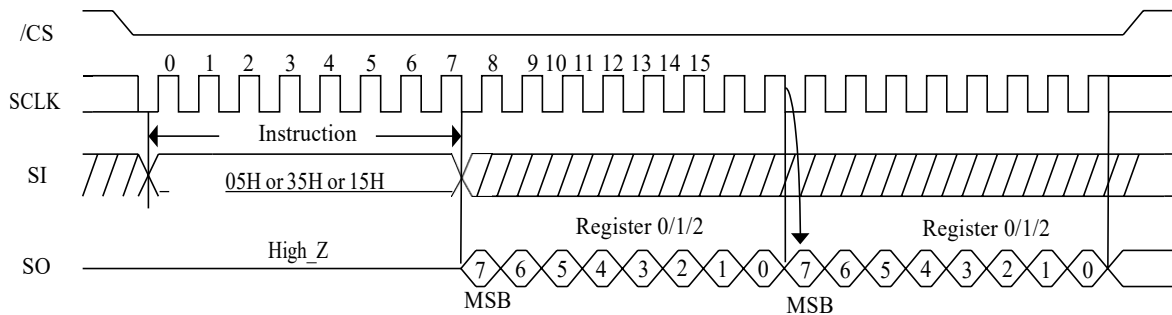 /CS
0 1 2 3 4 5 6 7 8 9 10 11 12 13 14 15
SCLK
Instruction
SI
05H or 35H or 15H
Register 0/1/2 Register 0/1/2
High_Z
SO
7 6 5 4 3 2 1 0 7 6 5 4 3 2 1 0
MSB MSB